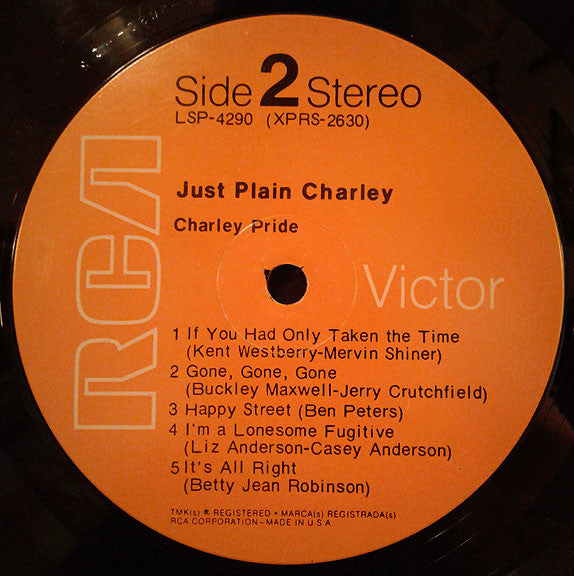 Side 2 Stereo
LSP-4290 (XPRS-2630)
RCA
Just Plain Charley
Charley Pride
Victor
1 If You Had Only Taken the Time
(Kent Westberry-Mervin Shiner)
2 Gone, Gone, Gone
(Buckley Maxwell-Jerry Crutchfield)
3 Happy Street (Ben Peters)
4 I'm a Lonesome Fugitive
(Liz Anderson-Casey Anderson)
5 It's All Right
(Betty Jean Robinson)
TMK(s) ® REGISTERED • MARCA(s) REGISTRADA(s)
RCA CORPORATION–MADE IN U.S.A